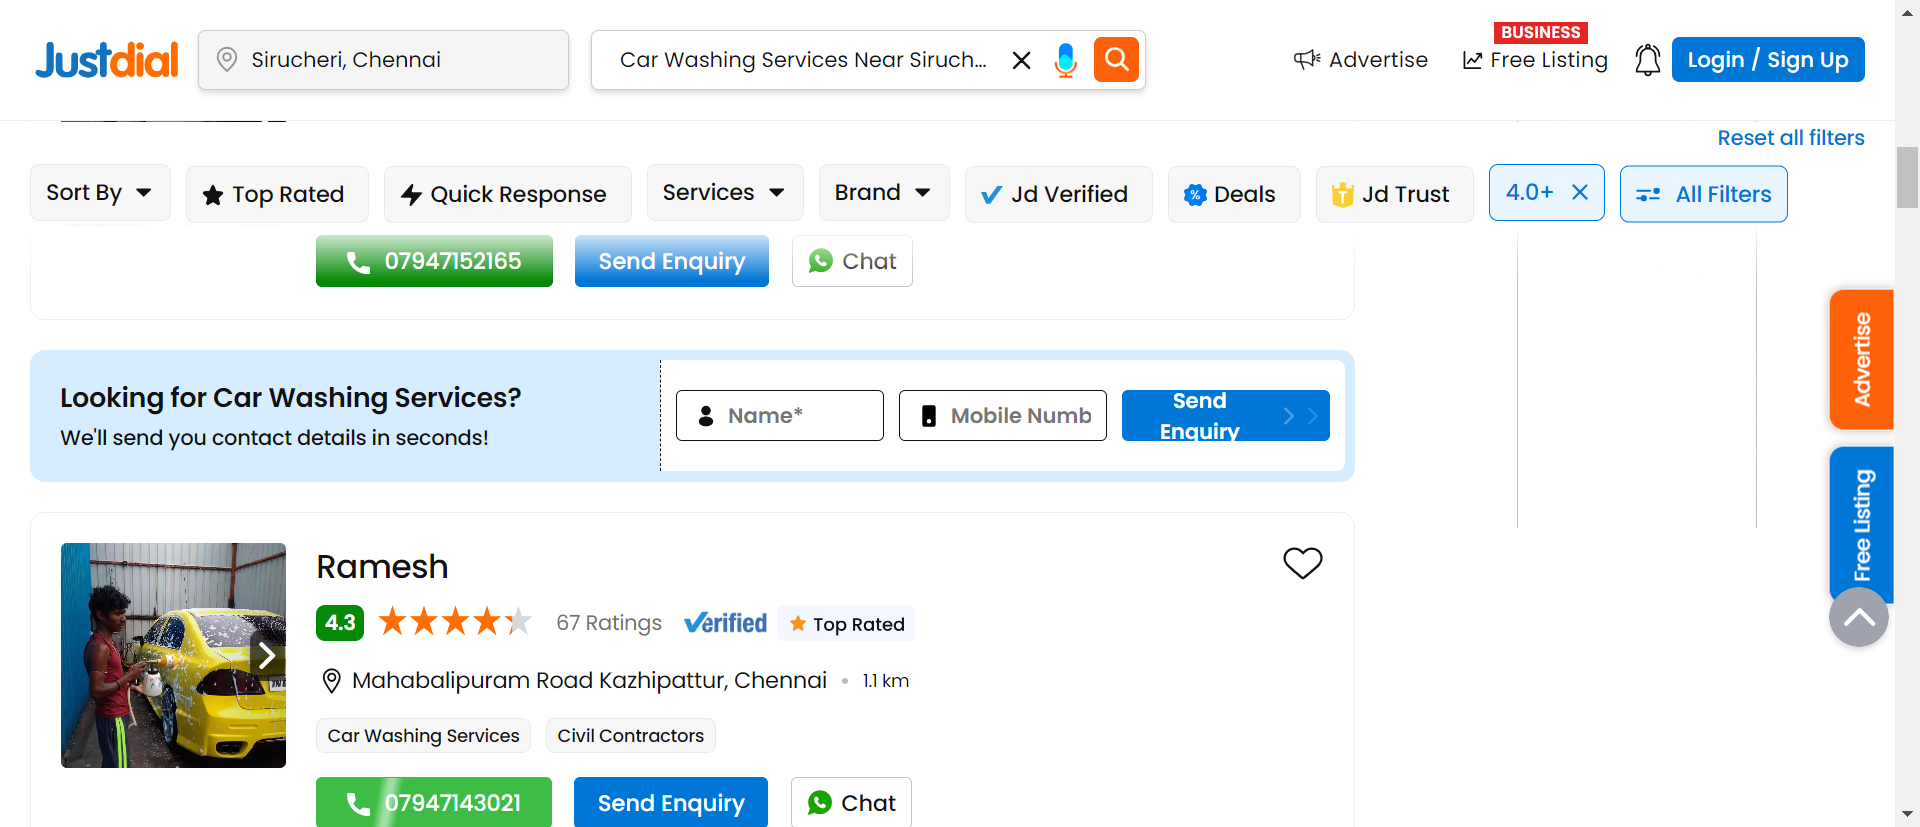 Justdial
Sirucheri, Chennai
Car Washing Services Near Siruch...
Advertise
BUSINESS
Free Listing
Login / Sign Up
Reset all filters
Sort By
Top Rated
Quick Response
Services
Brand
Jd Verified
Deals
Jd Trust
4.0+
All Filters
07947152165
Send Enquiry
Chat
Looking for Car Washing Services?
We'll send you contact details in seconds!
Name*
Mobile Numb
Send
Enquiry
Advertise
Free Listing
Ramesh
4.3
67 Ratings
Verified
Top Rated
Mahabalipuram Road Kazhipattur, Chennai • 1.1 km
Car Washing Services
Civil Contractors
07947143021
Send Enquiry
Chat